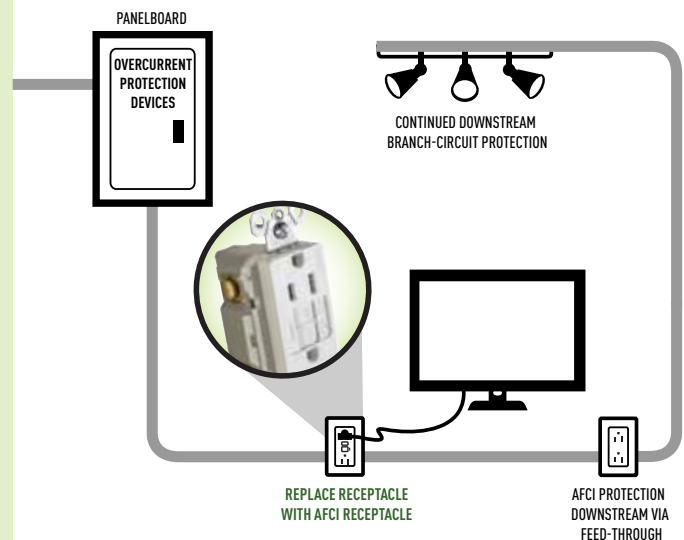 PANELBOARD
OVERCURRENT
PROTECTION
DEVICES
CONTINUED DOWNSTREAM
BRANCH-CIRCUIT PROTECTION
REPLACE RECEPTACLE
WITH AFCI RECEPTACLE
AFCI PROTECTION
DOWNSTREAM VIA
FEED-THROUGH